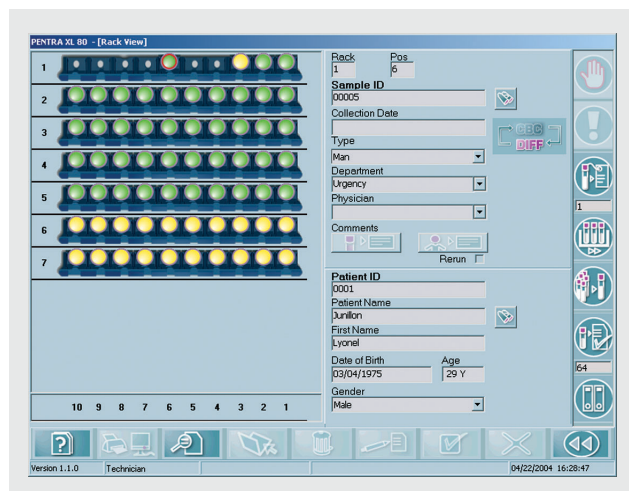 PENTRA XL 80 - [Rack View]
1
2
3
4
5
6
7
10 9 8 7 6 5 4 3 2 1
Rack Pos
1 6
Sample ID
00005
Collection Date
Type
Man
Department
Urgency
Physician
Comments
Rerun
CBC
DIFF
Patient ID
0001
Patient Name
Junillon
First Name
Lyonel
Date of Birth Age
03/04/1975 29 Y
Gender
Male
1
64
Version 1.1.0 Technician 04/22/2004 16:28:47